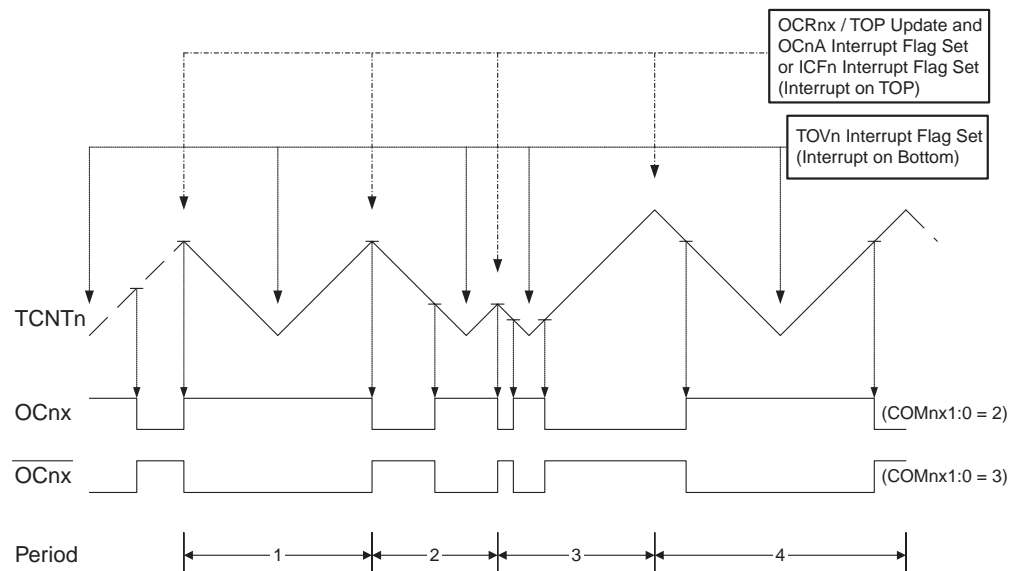 OCRnx / TOP Update and
OCnA Interrupt Flag Set
or ICFn Interrupt Flag Set
(Interrupt on TOP)
TOVn Interrupt Flag Set
(Interrupt on Bottom)
TCNTn
OCnx
(COMnx1:0 = 2)
OCnx
(COMnx1:0 = 3)
Period
1
2
3
4